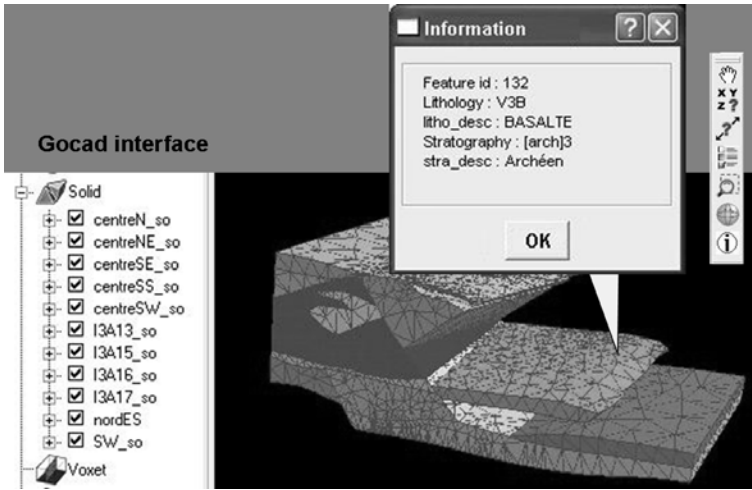 Information
Feature id : 132
Lithology : V3B
litho_desc : BASALTE
Stratography : [arch]3
stra_desc : Archéen
OK
X Y
Z ?
?
i
Gocad interface
Solid
centreN_so
centreNE_so
centreSE_so
centreSS_so
centreSW_so
I3A13_so
I3A15_so
I3A16_so
I3A17_so
nordES
SW_so
Voxet